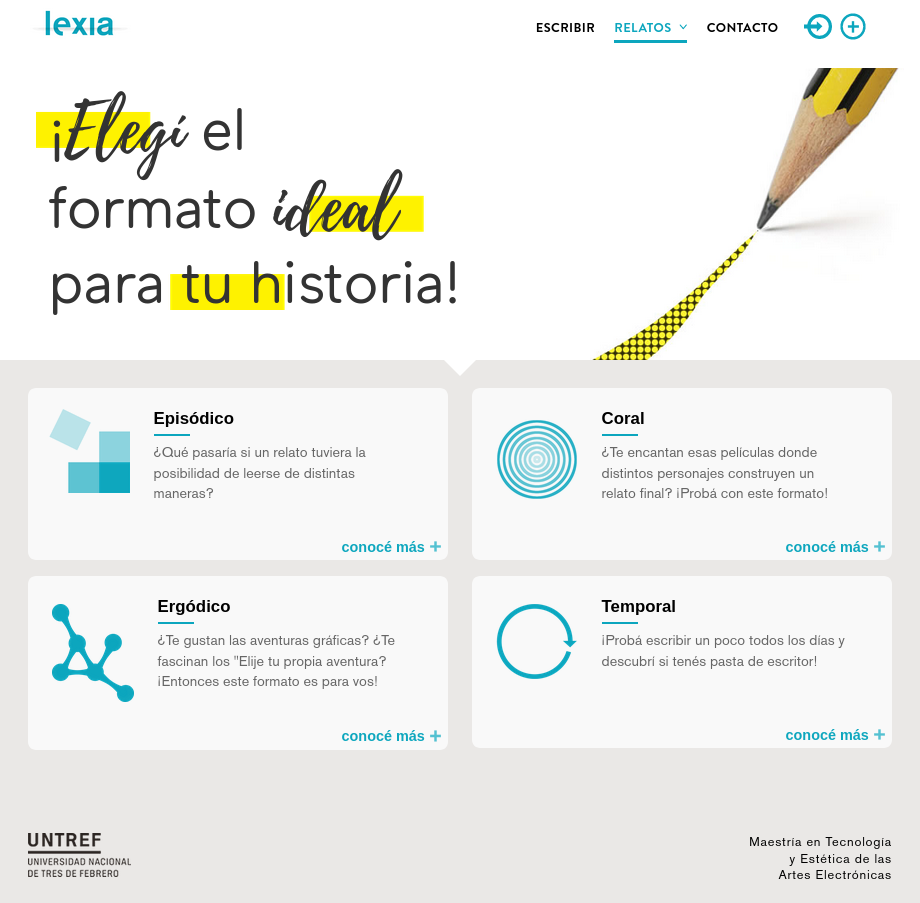 lexia
ESCRIBIR RELATOS CONTACTO
¡Elegí el
formato ideal
para tu historia!
Episódico
¿Qué pasaría si un relato tuviera la
posibilidad de leerse de distintas
maneras?
conocé más +
Coral
¿Te encantan esas películas donde
distintos personajes construyen un
relato final? ¡Probá con este formato!
conocé más +
Ergódico
¿Te gustan las aventuras gráficas? ¿Te
fascinan los "Elije tu propia aventura?
¡Entonces este formato es para vos!
conocé más +
Temporal
¡Probá escribir un poco todos los días y
descubrí si tenés pasta de escritor!
conocé más +
UNTREF
UNIVERSIDAD NACIONAL
DE TRES DE FEBRERO
Maestría en Tecnología
y Estética de las
Artes Electrónicas